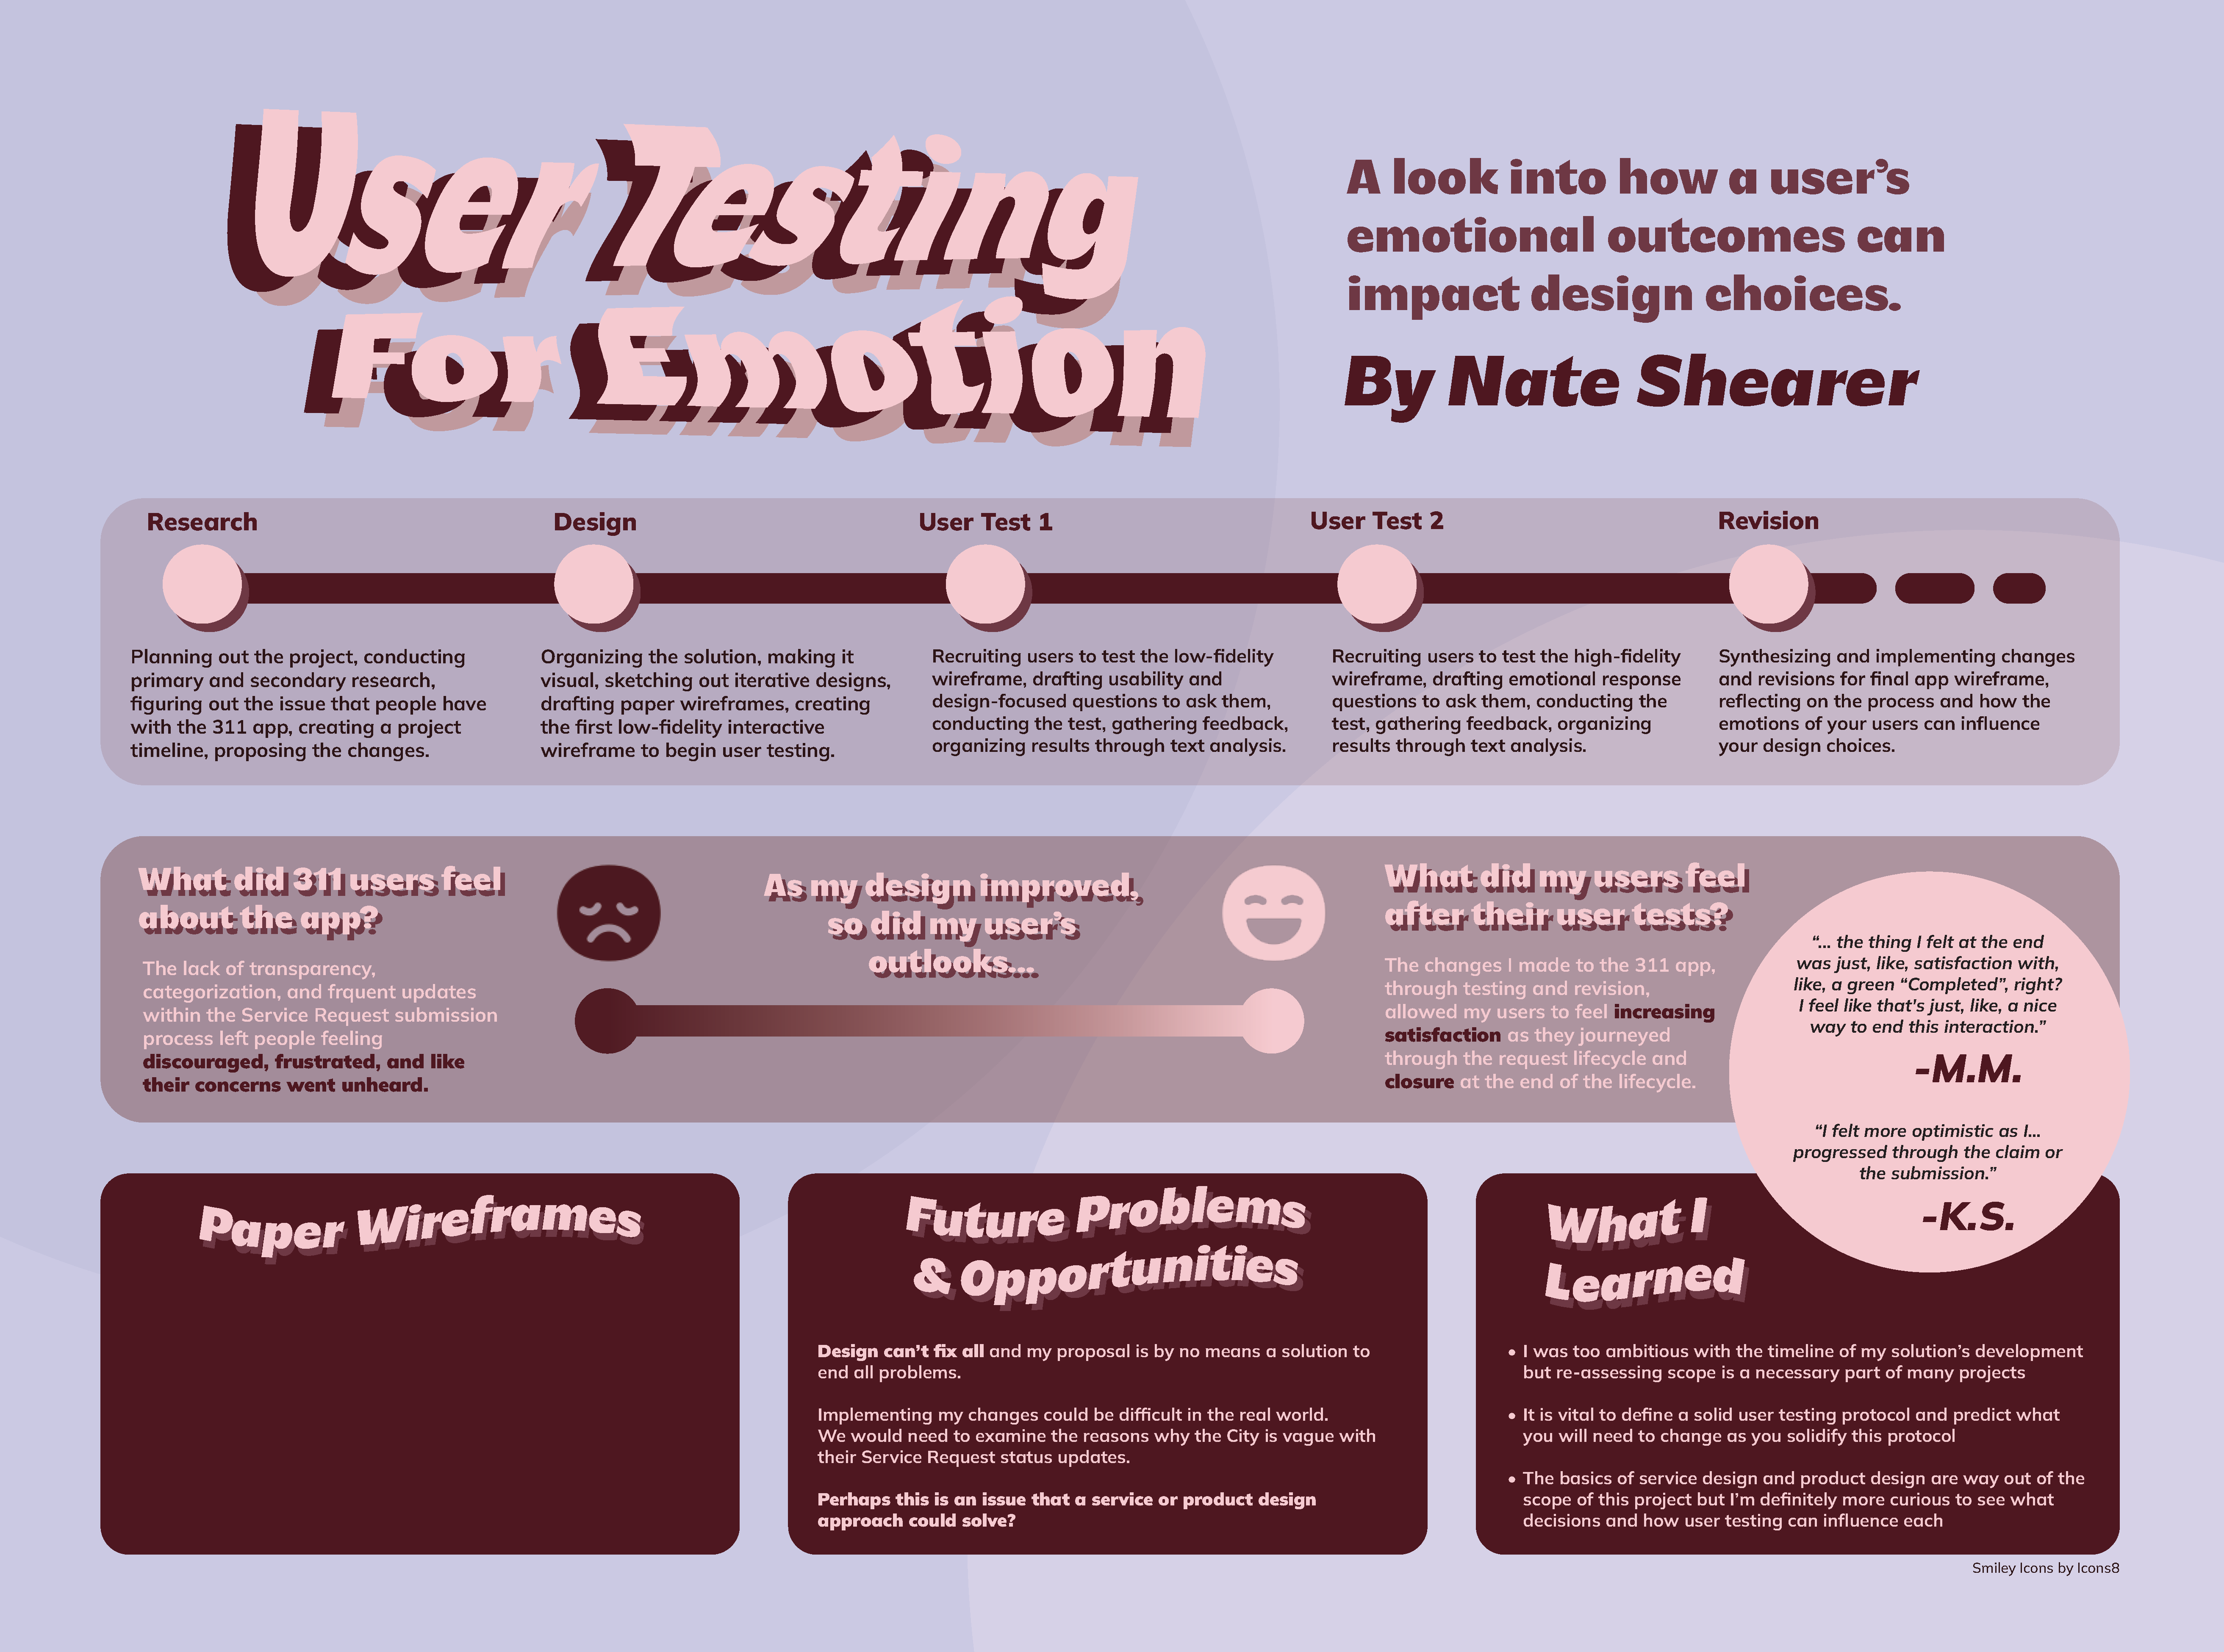 User Testing
For Emotion
A look into how a user’s
emotional outcomes can
impact design choices.
By Nate Shearer
Research
Planning out the project, conducting
primary and secondary research,
figuring out the issue that people have
with the 311 app, creating a project
timeline, proposing the changes.
Design
Organizing the solution, making it
visual, sketching out iterative designs,
drafting paper wireframes, creating
the first low-fidelity interactive
wireframe to begin user testing.
User Test 1
Recruiting users to test the low-fidelity
wireframe, drafting usability and
design-focused questions to ask them,
conducting the test, gathering feedback,
organizing results through text analysis.
User Test 2
Recruiting users to test the high-fidelity
wireframe, drafting emotional response
questions to ask them, conducting the
test, gathering feedback, organizing
results through text analysis.
Revision
Synthesizing and implementing changes
and revisions for final app wireframe,
reflecting on the process and how the
emotions of your users can influence
your design choices.
What did 311 users feel
about the app?
The lack of transparency,
categorization, and frquent updates
within the Service Request submission
process left people feeling
discouraged, frustrated, and like
their concerns went unheard.
As my design improved,
so did my user’s
outlooks...
What did my users feel
after their user tests?
The changes I made to the 311 app,
through testing and revision,
allowed my users to feel increasing
satisfaction as they journeyed
through the request lifecycle and
closure at the end of the lifecycle.
“... the thing I felt at the end
was just, like, satisfaction with,
like, a green “Completed”, right?
I feel like that's just, like, a nice
way to end this interaction.”
-M.M.
“I felt more optimistic as I...
progressed through the claim or
the submission.”
-K.S.
Paper Wireframes
Future Problems
& Opportunities
Design can’t fix all and my proposal is by no means a solution to
end all problems.
Implementing my changes could be difficult in the real world.
We would need to examine the reasons why the City is vague with
their Service Request status updates.
Perhaps this is an issue that a service or product design
approach could solve?
What I
Learned
• I was too ambitious with the timeline of my solution’s development
but re-assessing scope is a necessary part of many projects
• It is vital to define a solid user testing protocol and predict what
you will need to change as you solidify this protocol
• The basics of service design and product design are way out of the
scope of this project but I’m definitely more curious to see what
decisions and how user testing can influence each
Smiley Icons by Icons8